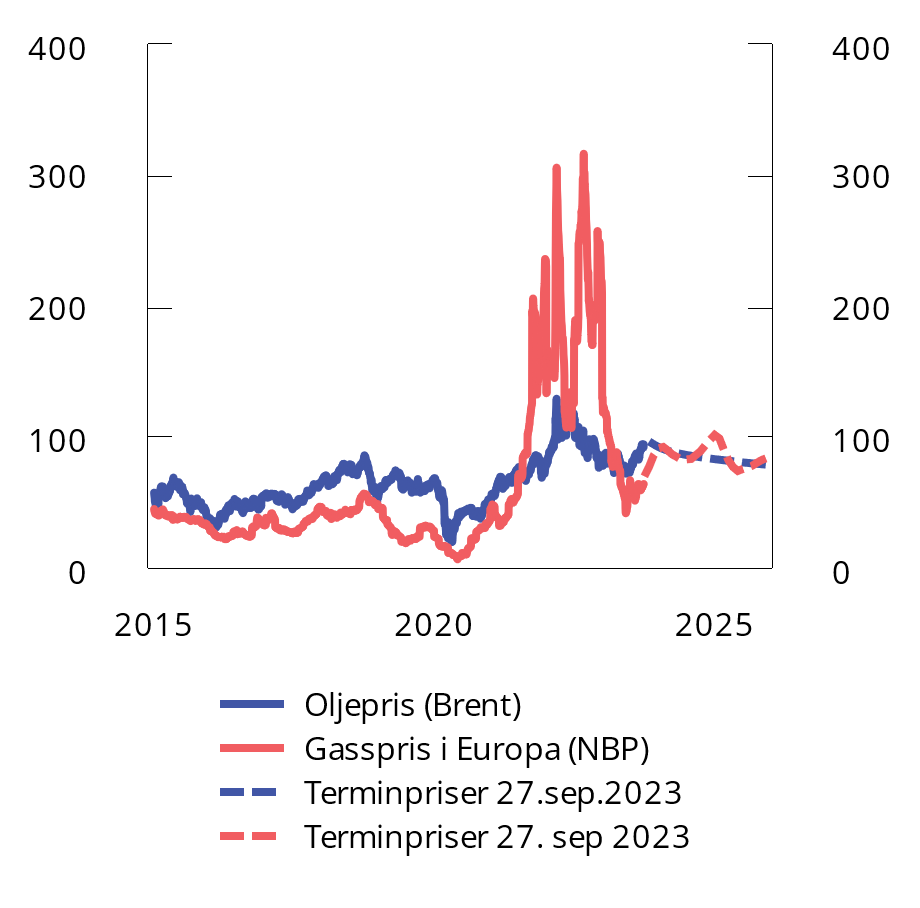 400 400
300 300
200 200
100 100
0 0
2015 2020 2025
Oljepris (Brent)
Gasspris i Europa (NBP)
Terminpriser 27.sep.2023
Terminpriser 27. sep 2023